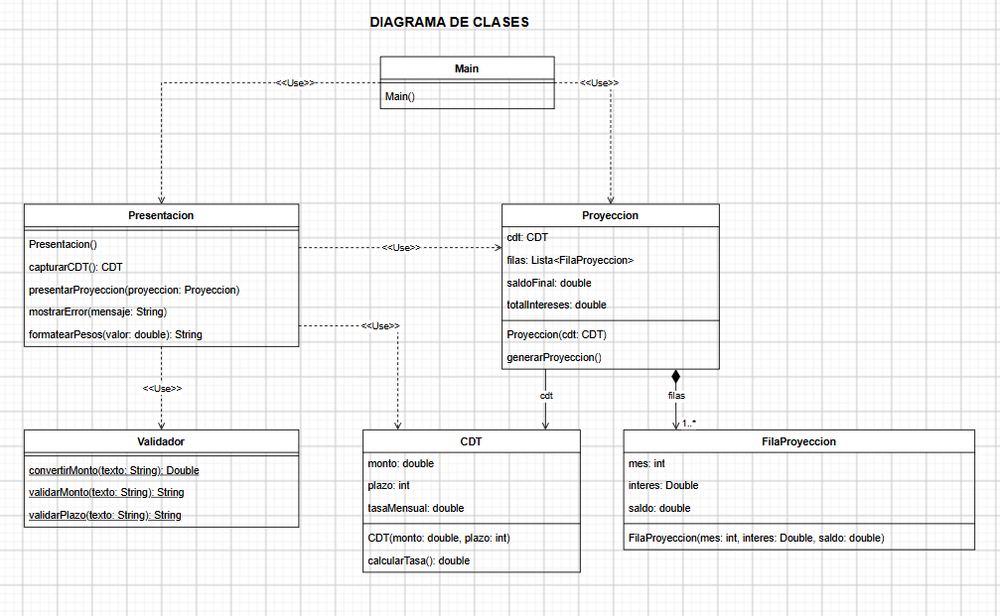 DIAGRAMA DE CLASES
Main
Main()
<<Use>>
<<Use>>
Presentacion
Presentacion()
capturarCDT(): CDT
presentarProyeccion(proyeccion: Proyeccion)
mostrarError(mensaje: String)
formatearPesos(valor: double): String
<<Use>>
<<Use>>
<<Use>>
Proyeccion
cdt: CDT
filas: Lista<FilaProyeccion>
saldoFinal: double
totalIntereses: double
Proyeccion(cdt: CDT)
generarProyeccion()
cdt
filas
1..*
Validador
convertirMonto(texto: String): Double
validarMonto(texto: String): String
validarPlazo(texto: String): String
CDT
monto: double
plazo: int
tasaMensual: double
CDT(monto: double, plazo: int)
calcularTasa(): double
FilaProyeccion
mes: int
interes: Double
saldo: double
FilaProyeccion(mes: int, interes: Double, saldo: double)